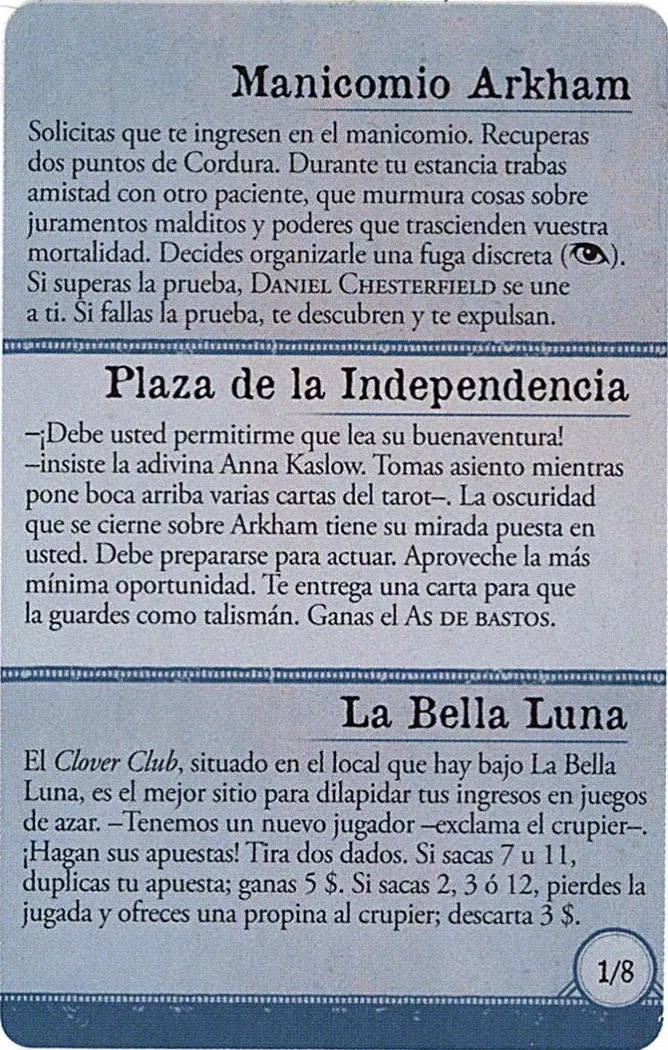 Manicomio Arkham
Solicitas que te ingresen en el manicomio. Recuperas
dos puntos de Cordura. Durante tu estancia trabas
amistad con otro paciente, que murmura cosas sobre
juramentos malditos y poderes que trascienden vuestra
mortalidad. Decides organizarle una fuga discreta ( ).
Si superas la prueba, DANIEL CHESTERFIELD se une
a ti. Si fallas la prueba, te descubren y te expulsan.
Plaza de la Independencia
–¡Debe usted permitirme que lea su buenaventura!
–insiste la adivina Anna Kaslow. Tomas asiento mientras
pone boca arriba varias cartas del tarot–. La oscuridad
que se cierne sobre Arkham tiene su mirada puesta en
usted. Debe prepararse para actuar. Aproveche la más
mínima oportunidad. Te entrega una carta para que
la guardes como talismán. Ganas el AS DE BASTOS.
La Bella Luna
El Clover Club, situado en el local que hay bajo La Bella
Luna, es el mejor sitio para dilapidar tus ingresos en juegos
de azar. –Tenemos un nuevo jugador –exclama el crupier–.
¡Hagan sus apuestas! Tira dos dados. Si sacas 7 u 11,
duplicas tu apuesta; ganas 5 $. Si sacas 2, 3 ó 12, pierdes la
jugada y ofreces una propina al crupier; descarta 3 $.
1/8